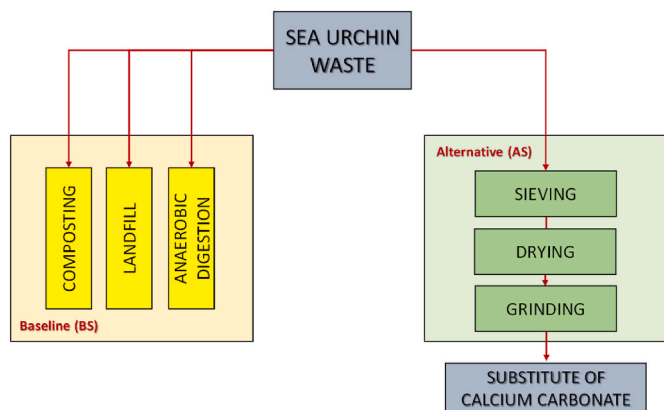 SEA URCHIN
WASTE
Alternative (AS)
COMPOSTING
LANDFILL
ANAEROBIC
DIGESTION
Baseline (BS)
SIEVING
DRYING
GRINDING
SUBSTITUTE OF
CALCIUM CARBONATE